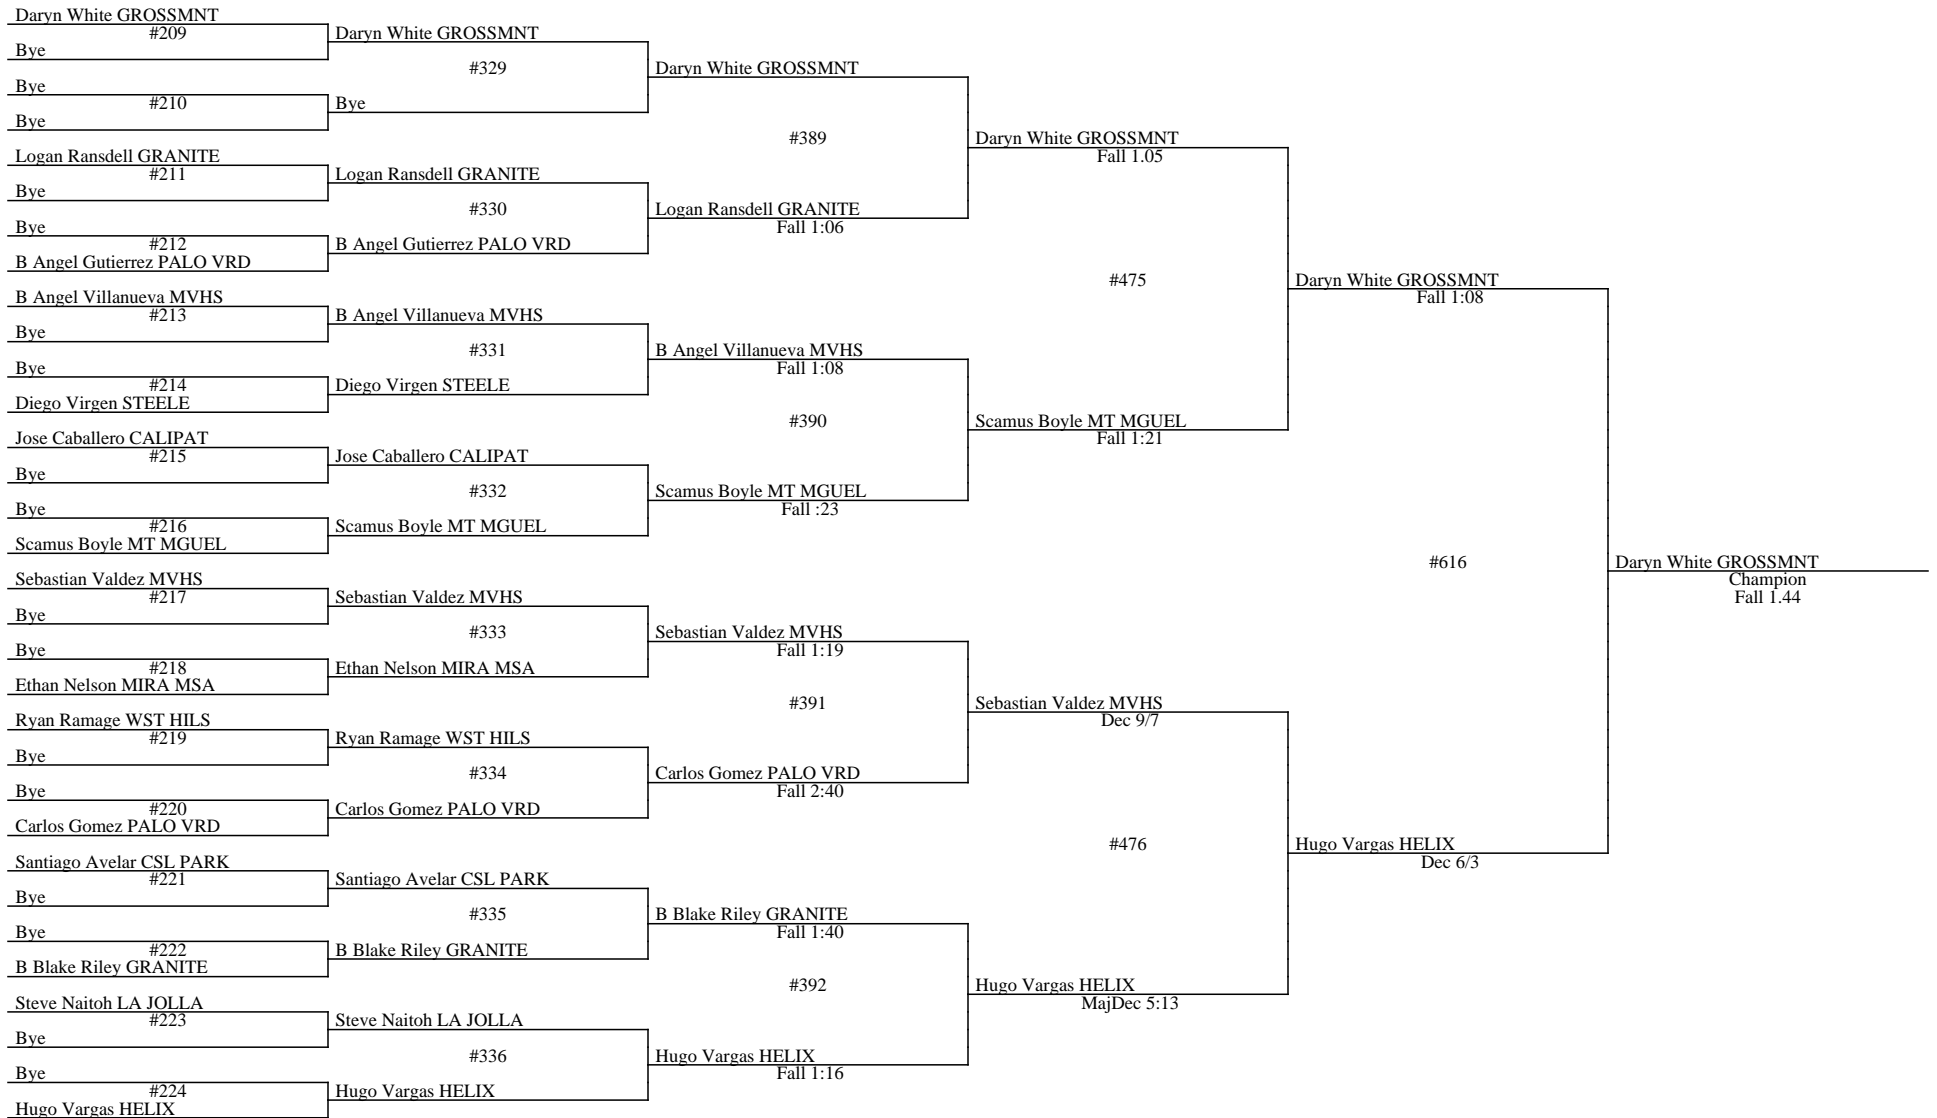 Daryn White GROSSMNT
#209
Bye
Bye
#210
Bye
Logan Ransdell GRANITE
#211
Bye
Bye
#212
B Angel Gutierrez PALO VRD
B Angel Villanueva MVHS
#213
Bye
Bye
#214
Diego Virgen STEELE
Jose Caballero CALIPAT
#215
Bye
Bye
#216
Scamus Boyle MT MGUEL
Sebastian Valdez MVHS
#217
Bye
Bye
#218
Ethan Nelson MIRA MSA
Ryan Ramage WST HILS
#219
Bye
Bye
#220
Carlos Gomez PALO VRD
Santiago Avelar CSL PARK
#221
Bye
Bye
#222
B Blake Riley GRANITE
Steve Naitoh LA JOLLA
#223
Bye
Bye
#224
Hugo Vargas HELIX
Daryn White GROSSMNT
#329
Bye
Logan Ransdell GRANITE
#330
B Angel Gutierrez PALO VRD
B Angel Villanueva MVHS
#331
Diego Virgen STEELE
Jose Caballero CALIPAT
#332
Scamus Boyle MT MGUEL
Sebastian Valdez MVHS
#333
Ethan Nelson MIRA MSA
Ryan Ramage WST HILS
#334
Carlos Gomez PALO VRD
Santiago Avelar CSL PARK
#335
B Blake Riley GRANITE
Steve Naitoh LA JOLLA
#336
Hugo Vargas HELIX
Daryn White GROSSMNT
#389
Logan Ransdell GRANITE
Fall 1:06
B Angel Villanueva MVHS
Fall 1:08
#390
Scamus Boyle MT MGUEL
Fall :23
Sebastian Valdez MVHS
Fall 1:19
#391
Carlos Gomez PALO VRD
Fall 2:40
B Blake Riley GRANITE
Fall 1:40
#392
Hugo Vargas HELIX
Fall 1:16
Daryn White GROSSMNT
Fall 1.05
#475
Scamus Boyle MT MGUEL
Fall 1:21
Sebastian Valdez MVHS
Dec 9/7
#476
Hugo Vargas HELIX
MajDec 5:13
Daryn White GROSSMNT
Fall 1:08
#616
Hugo Vargas HELIX
Dec 6/3
Daryn White GROSSMNT
Champion
Fall 1.44